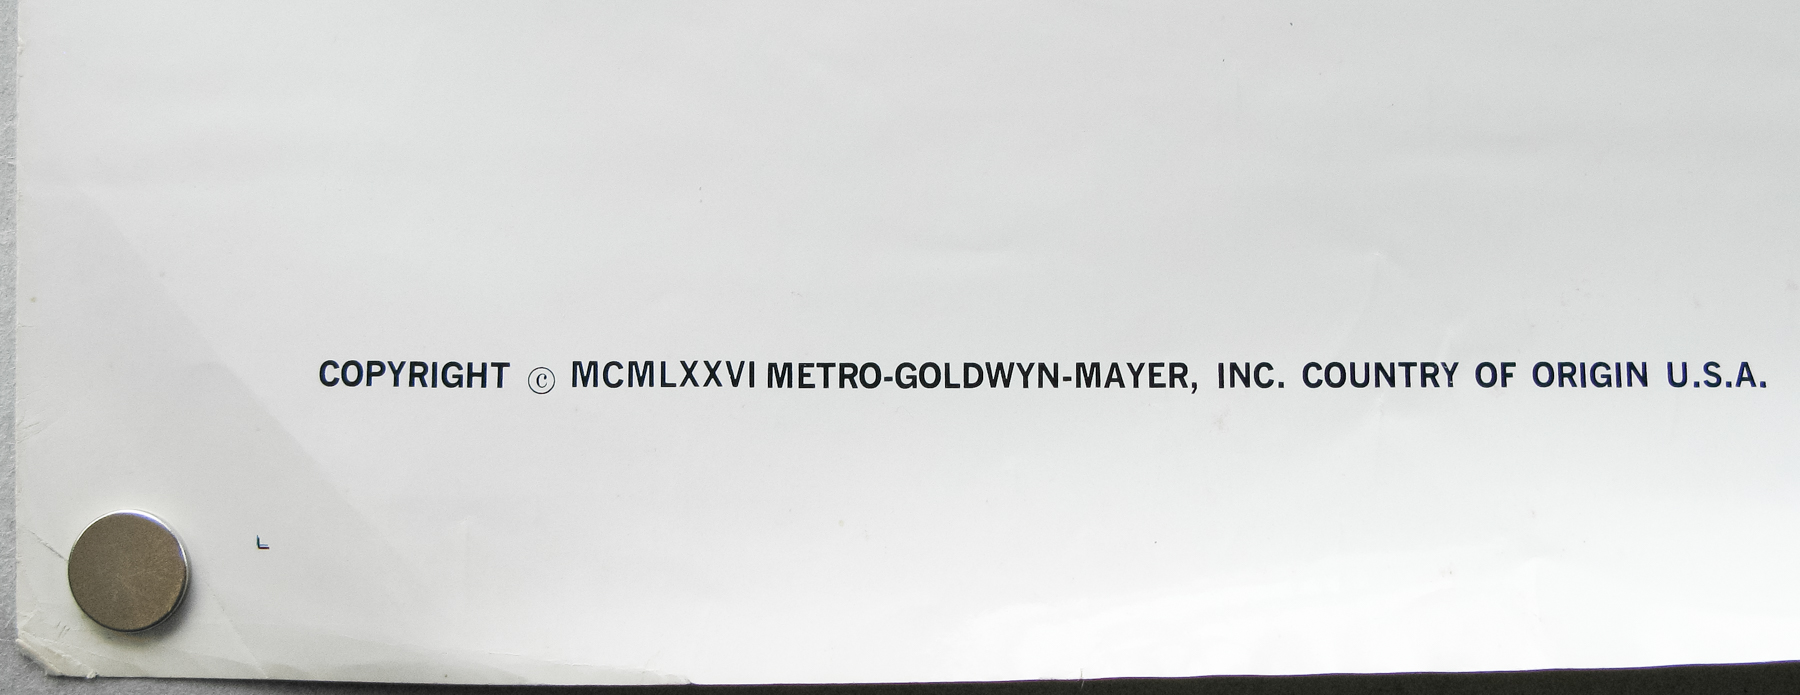 COPYRIGHT © MCMLXXVI METRO-GOLDWYN-MAYER, INC. COUNTRY OF ORIGIN U.S.A.